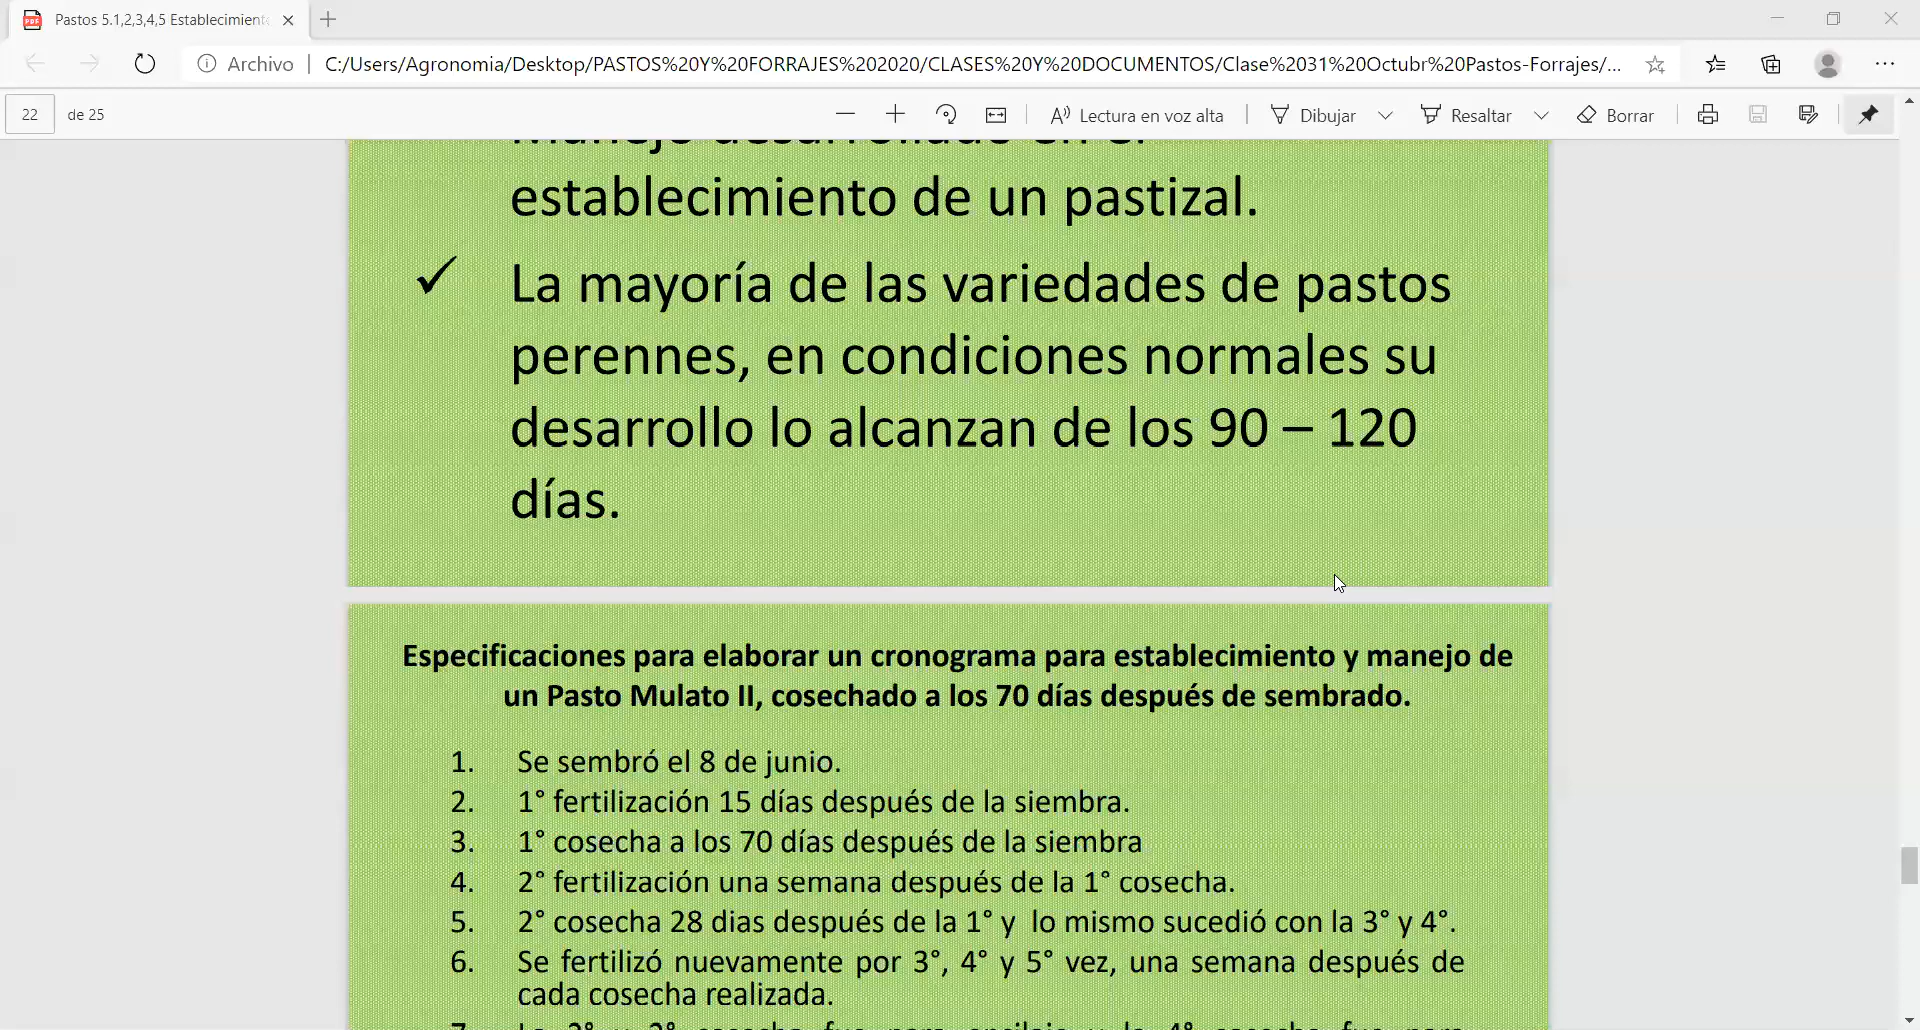 Pastos 5.1,2,3,4,5 Establecimient
Archivo
C:/Users/Agronomia/Desktop/PASTOS%20Y%20FORRAJES%202020/CLASES%20Y%20DOCUMENTOS/Clase%2031%20Octubr%20Pastos-Forrajes/...
22 de 25
Lectura en voz alta
Dibujar
Resaltar
Borrar
Manejo desarrollado en el
establecimiento de un pastizal.
✓ La mayoría de las variedades de pastos
perennes, en condiciones normales su
desarrollo lo alcanzan de los 90 – 120
días.
Especificaciones para elaborar un cronograma para establecimiento y manejo de
un Pasto Mulato II, cosechado a los 70 días después de sembrado.
1. Se sembró el 8 de junio.
2. 1° fertilización 15 días después de la siembra.
3. 1° cosecha a los 70 días después de la siembra
4. 2° fertilización una semana después de la 1° cosecha.
5. 2° cosecha 28 dias después de la 1° y lo mismo sucedió con la 3° y 4°.
6. Se fertilizó nuevamente por 3°, 4° y 5° vez, una semana después de
cada cosecha realizada.